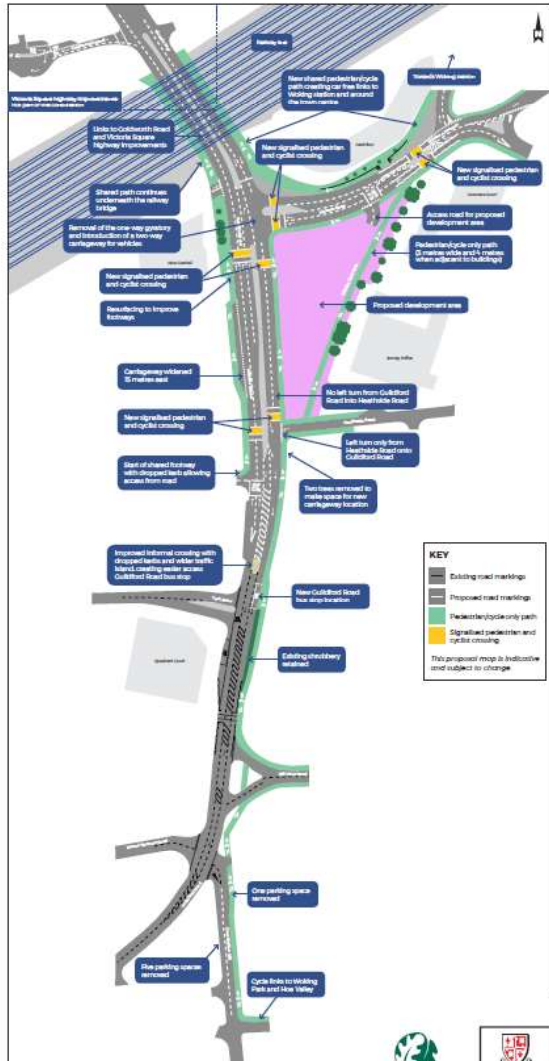 Railway line
New shared pedestrian/cycle
path creating car free links to
Woking station and around
the town centre
Towards Woking station
Links to Goldsworth Road
and Victoria Square
highway improvements
New signalised pedestrian
and cyclist crossing
New signalised pedestrian
and cyclist crossing
Shared path continues
underneath the railway
bridge
Access road for proposed
development area
Removal of the one-way gyratory
and introduction of a two-way
carriageway for vehicles
Pedestrian/cycle only path
(3 metres wide and 4 metres
when adjacent to buildings)
New signalised pedestrian
and cyclist crossing
Resurfacing to improve
footways
Proposed development area
Carriageway widened
15 metres east
No left turn from Guildford
Road into Heathside Road
New signalised pedestrian
and cyclist crossing
Left turn only from
Heathside Road onto
Guildford Road
Start of shared footway
with dropped kerb allowing
access from road
Two trees removed to
make space for new
carriageway location
Improved informal crossing with
dropped kerbs and wider traffic
island, creating easier access
Guildford Road bus stop
New Guildford Road
bus stop location
Existing shrubbery
retained
KEY
Existing road markings
Proposed road markings
Pedestrian/cycle only path
Signalised pedestrian and
cyclist crossing
This proposal map is indicative
and subject to change.
One parking space
removed
Five parking spaces
removed
Cycle links to Woking
Park and Hoe Valley